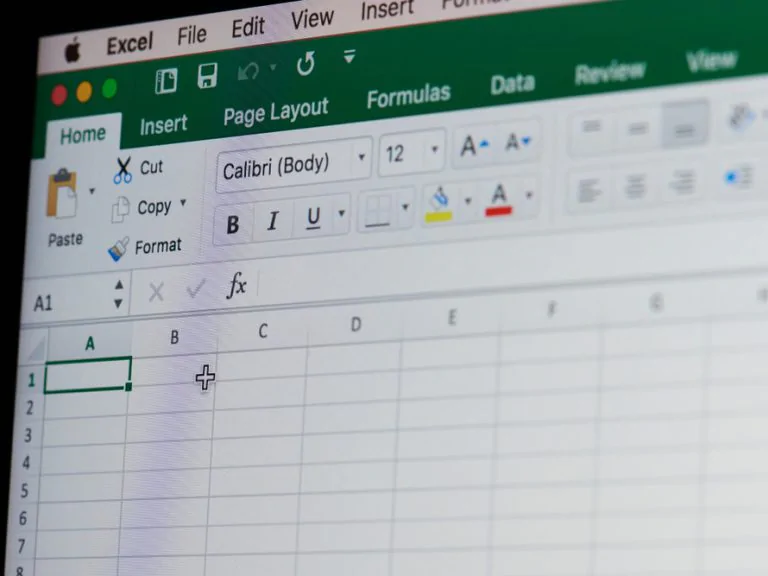 Excel File Edit View Insert
Page Layout Formulas Data Review View
Home Insert
Cut
Calibri (Body) 12 A A
Copy
B I U A
Paste
Format
A1 fx
A B C D E F G
1
2
3
4
5
6
7
8